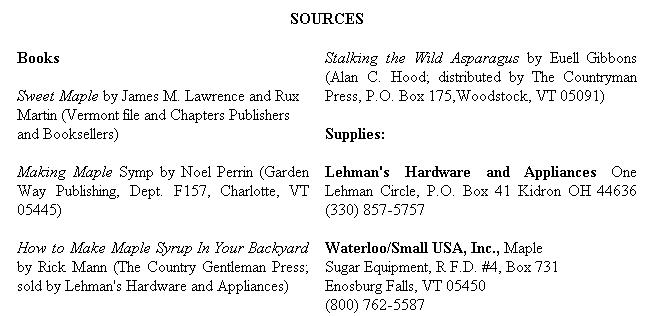 SOURCES
Books
Sweet Maple by James M. Lawrence and Rux
Martin (Vermont file and Chapters Publishers
and Booksellers)
Making Maple Symp by Noel Perrin (Garden
Way Publishing, Dept. F157, Charlotte, VT
05445)
How to Make Maple Syrup In Your Backyard
by Rick Mann (The Country Gentleman Press;
sold by Lehman's Hardware and Appliances)
Stalking the Wild Asparagus by Euell Gibbons
(Alan C. Hood; distributed by The Countryman
Press, P.O. Box 175,Woodstock, VT 05091)
Supplies:
Lehman's Hardware and Appliances One
Lehman Circle, P.O. Box 41 Kidron OH 44636
(330) 857-5757
Waterloo/Small USA, Inc., Maple
Sugar Equipment, R F.D. #4, Box 731
Enosburg Falls, VT 05450
(800) 762-5587